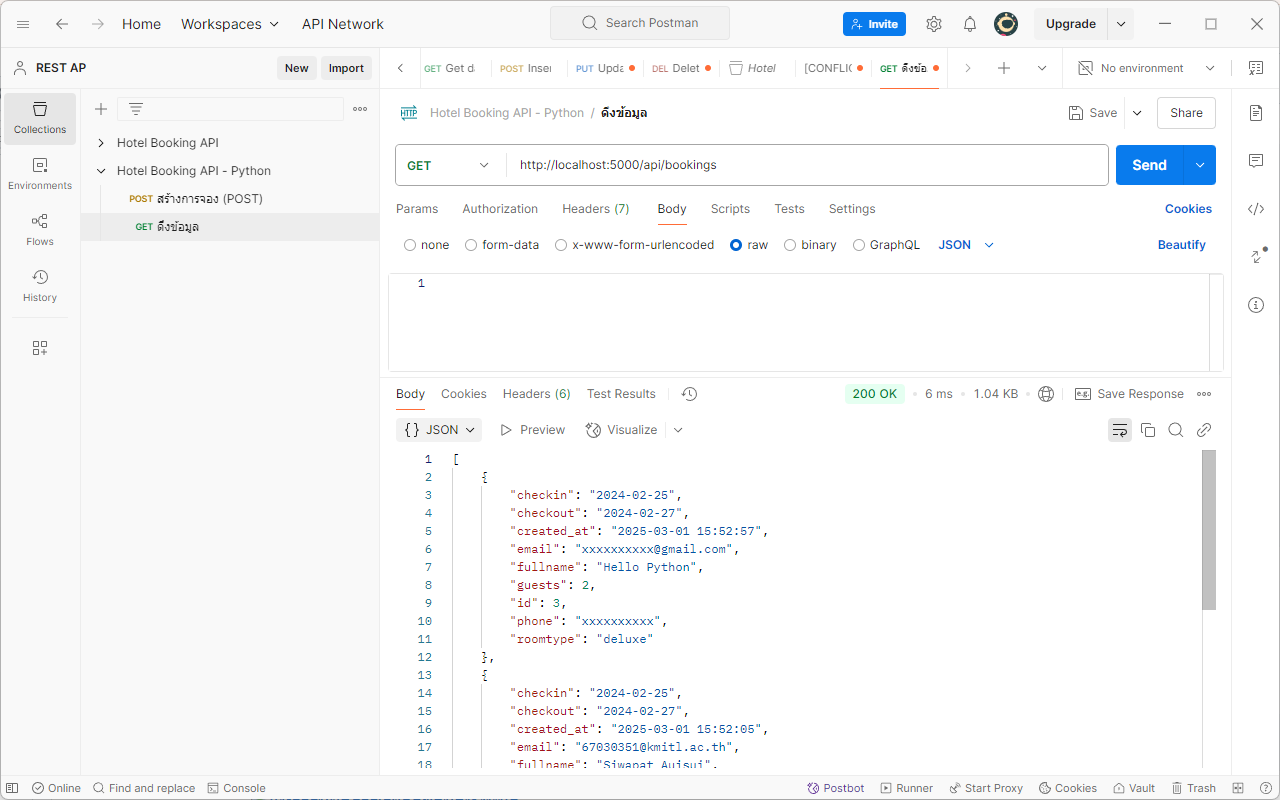 Home Workspaces API Network Search Postman Invite Upgrade
REST AP New Import
GET Get d POST Inser PUT Upda DEL Delet Hotel [CONFLIC GET ดึงข้อ No environment
Collections
Environments
Flows
History
Hotel Booking API
Hotel Booking API - Python
POST สร้างการจอง (POST)
GET ดึงข้อมูล
HTTP Hotel Booking API - Python / ดึงข้อมูล Save Share
GET http://localhost:5000/api/bookings Send
Params Authorization Headers (7) Body Scripts Tests Settings Cookies
none form-data x-www-form-urlencoded raw binary GraphQL JSON Beautify
1
Body Cookies Headers (6) Test Results 200 OK 6 ms 1.04 KB e.g. Save Response
{} JSON Preview Visualize
1 [
2 {
3 "checkin": "2024-02-25",
4 "checkout": "2024-02-27",
5 "created_at": "2025-03-01 15:52:57",
6 "email": "xxxxxxxxxx@gmail.com",
7 "fullname": "Hello Python",
8 "guests": 2,
9 "id": 3,
10 "phone": "xxxxxxxxxx",
11 "roomtype": "deluxe"
12 },
13 {
14 "checkin": "2024-02-25",
15 "checkout": "2024-02-27",
16 "created_at": "2025-03-01 15:52:05",
17 "email": "67030351@kmitl.ac.th",
18 "fullname": "Siwapat Auisui",
Online Find and replace Console Postbot Runner Start Proxy Cookies Vault Trash